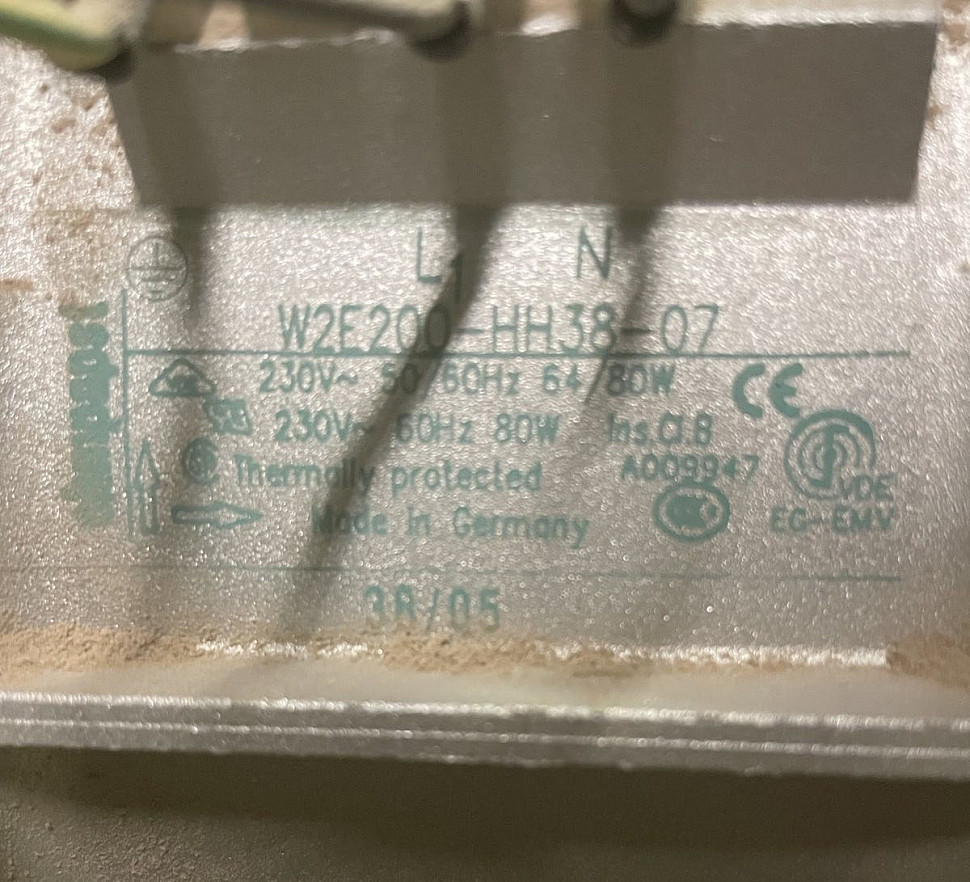 L1 N
W2E200-HH38-07
230V~ 50/60Hz 64/80W
CE
230V~ 60Hz 80W Ins.Cl.B
Thermally protected A009947
VDE
Made in Germany EG-EMV
38/05